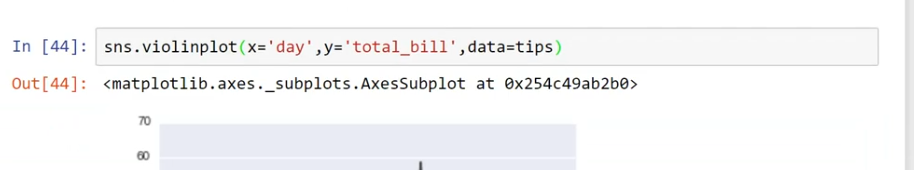 In [44]: sns.violinplot(x='day',y='total_bill',data=tips)
Out[44]: <matplotlib.axes._subplots.AxesSubplot at 0x254c49ab2b0>
70
60